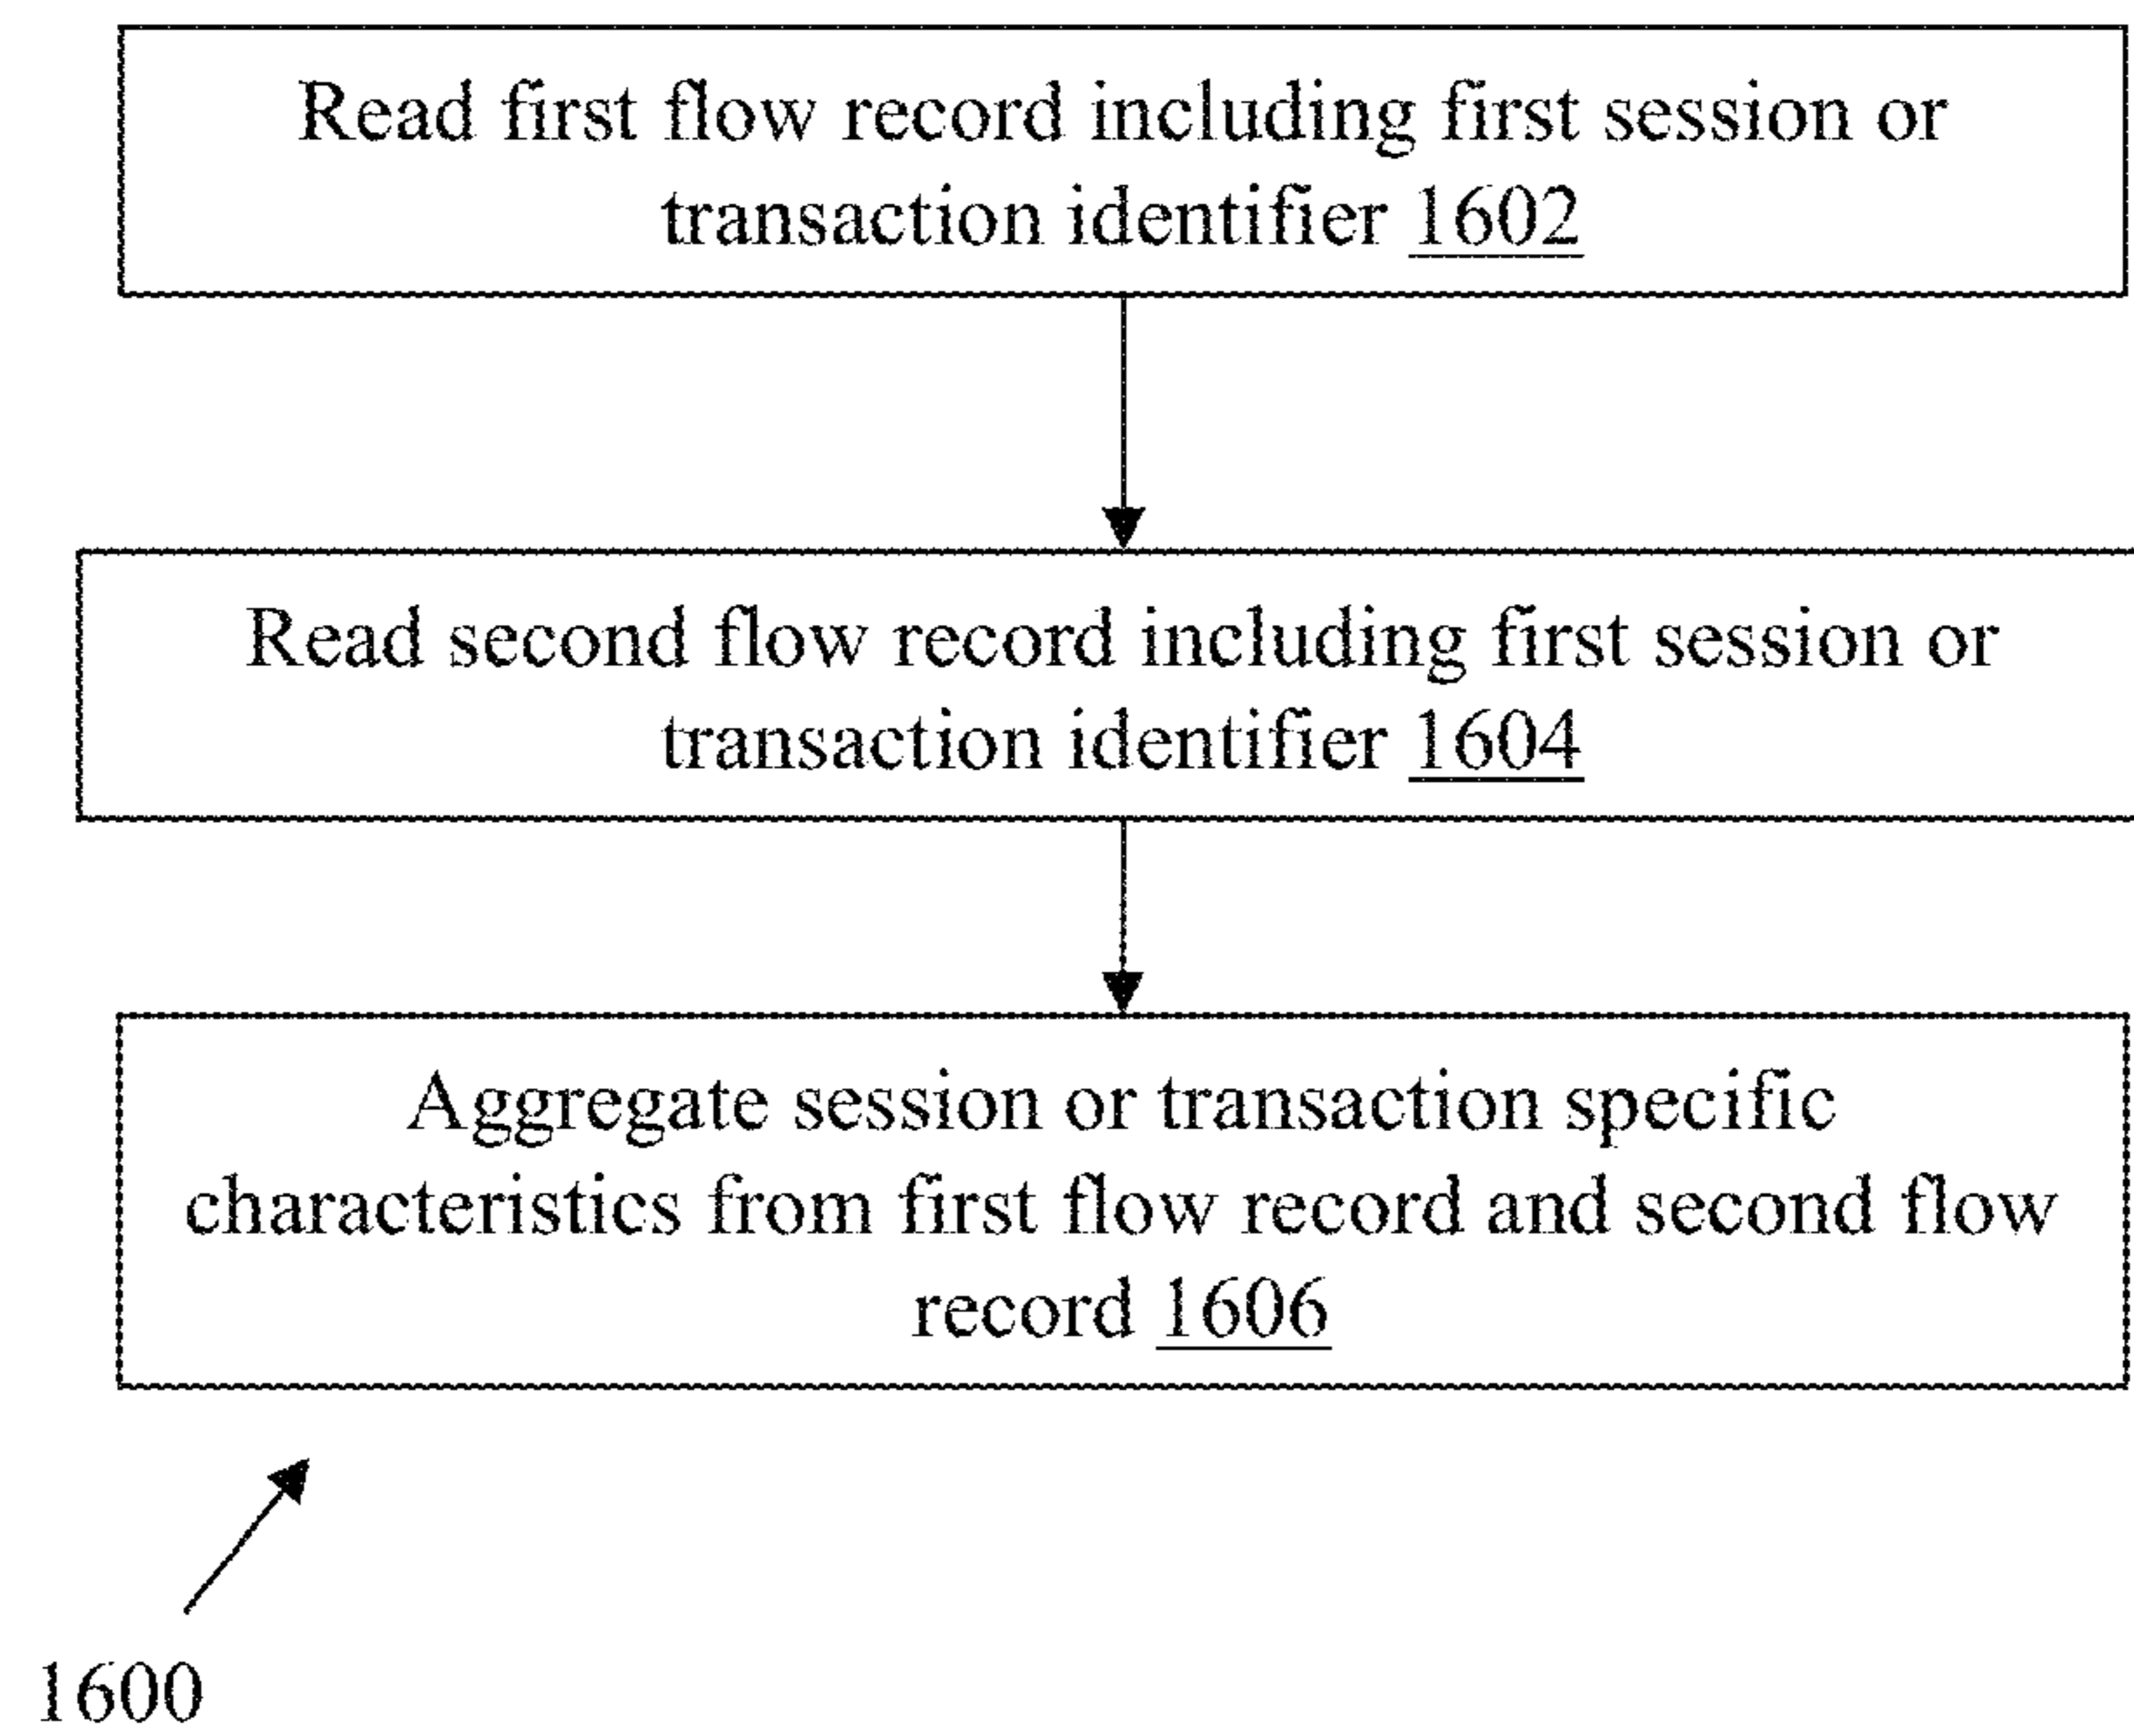 Read first flow record including first session or
transaction identifier 1602
Read second flow record including first session or
transaction identifier 1604
Aggregate session or transaction specific
characteristics from first flow record and second flow
record 1606
1600